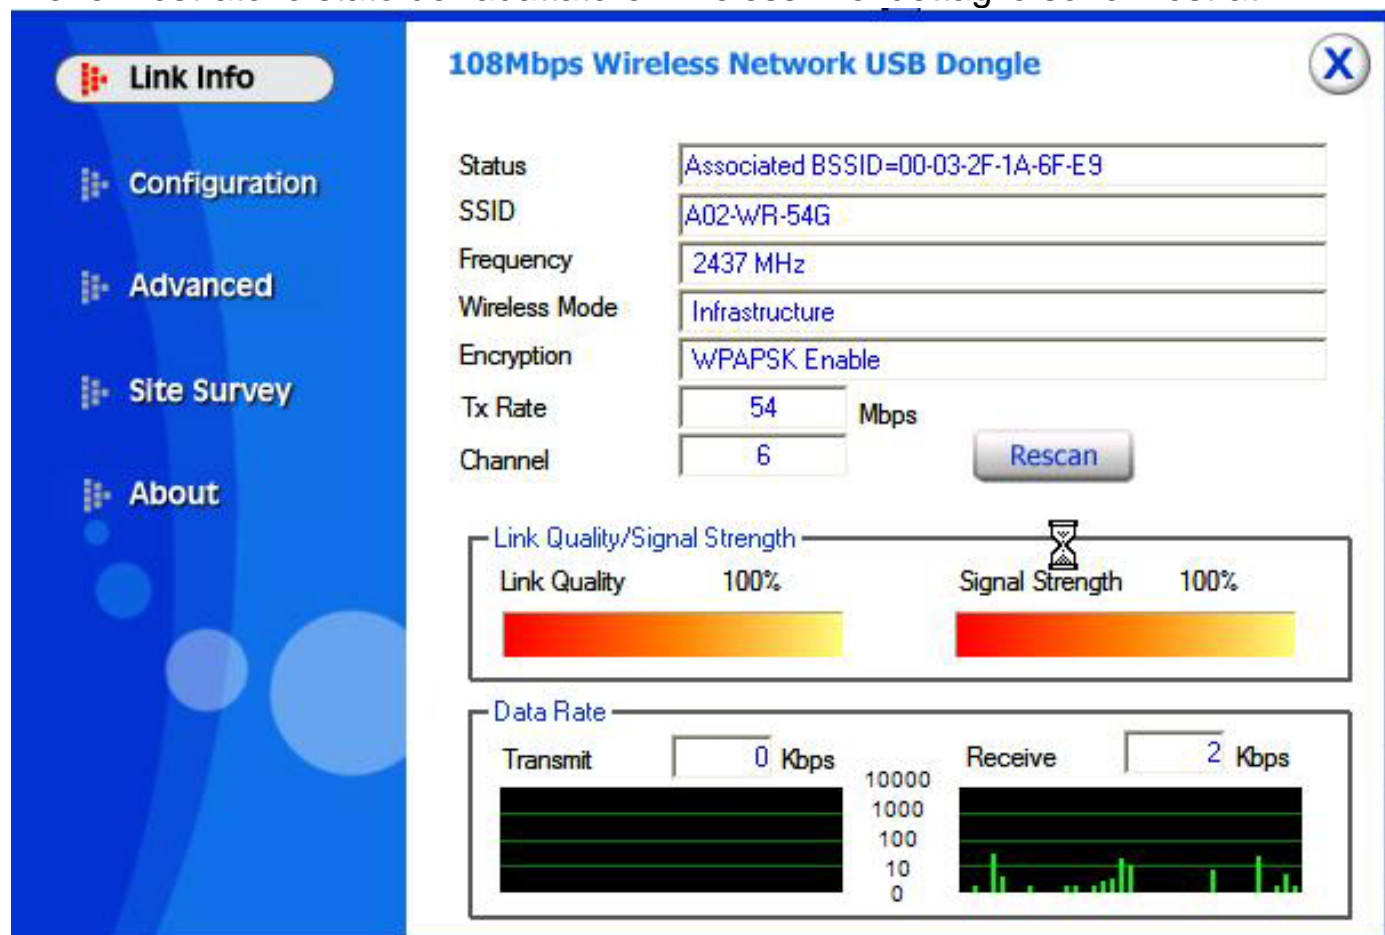 Link Info
Configuration
Advanced
Site Survey
About
108Mbps Wireless Network USB Dongle
X
Status Associated BSSID=00-03-2F-1A-6F-E9
SSID A02-WR-54G
Frequency 2437 MHz
Wireless Mode Infrastructure
Encryption WPAPSK Enable
Tx Rate 54 Mbps
Channel 6 Rescan
Link Quality/Signal Strength
Link Quality 100% Signal Strength 100%
Data Rate
Transmit 0 Kbps Receive 2 Kbps
10000
1000
100
10
0